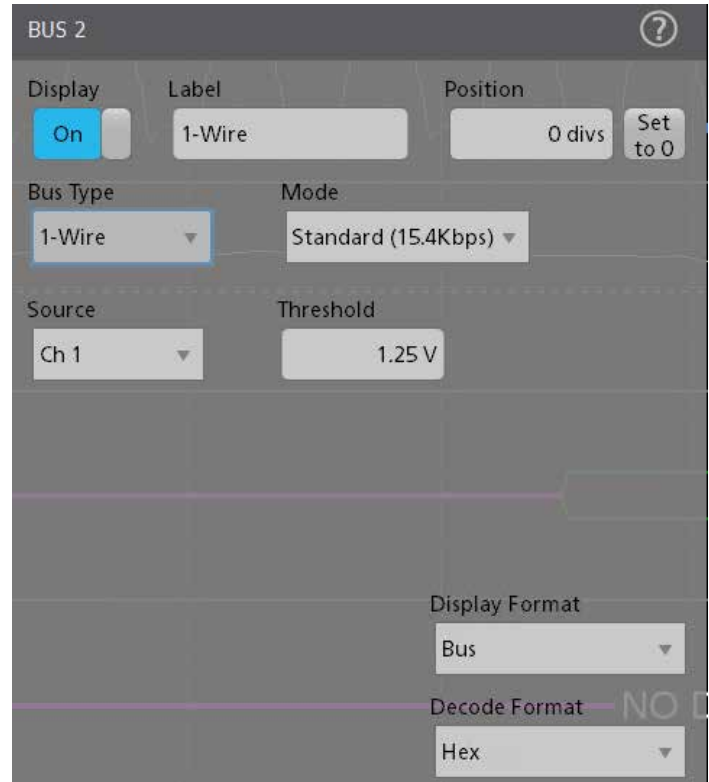 BUS 2 ?
Display Label Position
On 1-Wire 0 divs Set to 0
Bus Type Mode
1-Wire Standard (15.4Kbps)
Source Threshold
Ch 1 1.25 V
Display Format
Bus
Decode Format NO
Hex